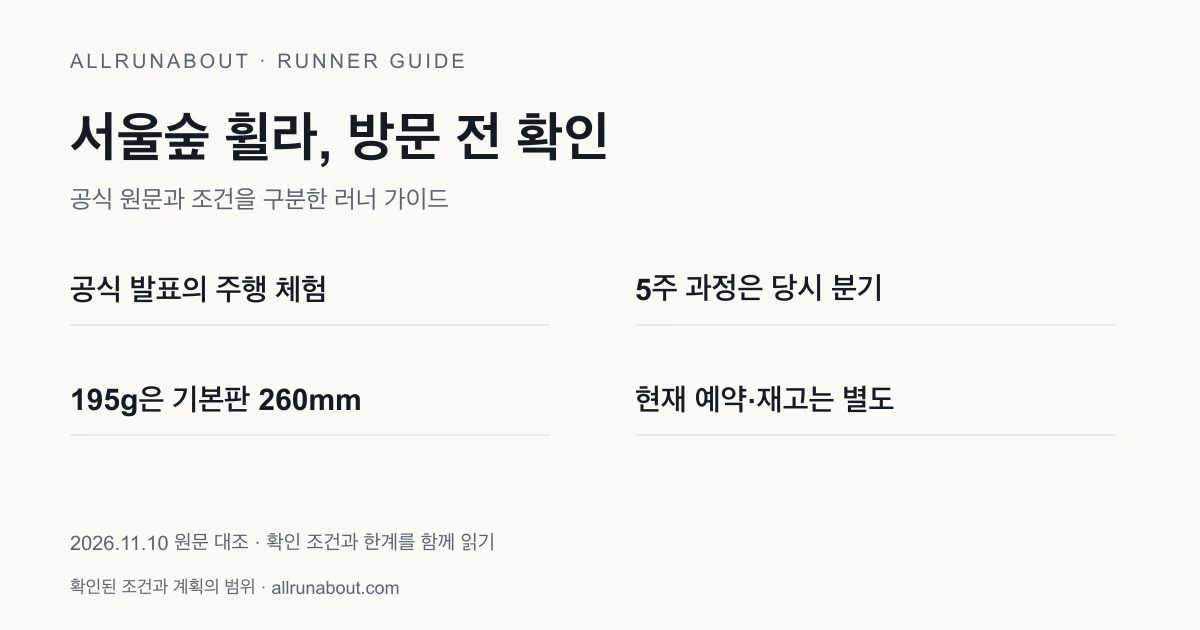 ALLRUNABOUT · RUNNER GUIDE
서울숲 휠라, 방문 전 확인
공식 원문과 조건을 구분한 러너 가이드
공식 발표의 주행 체험
5주 과정은 당시 분기
195g은 기본판 260mm
현재 예약·재고는 별도
2026.11.10 원문 대조 · 확인 조건과 한계를 함께 읽기
확인된 조건과 계획의 범위 · allrunabout.com